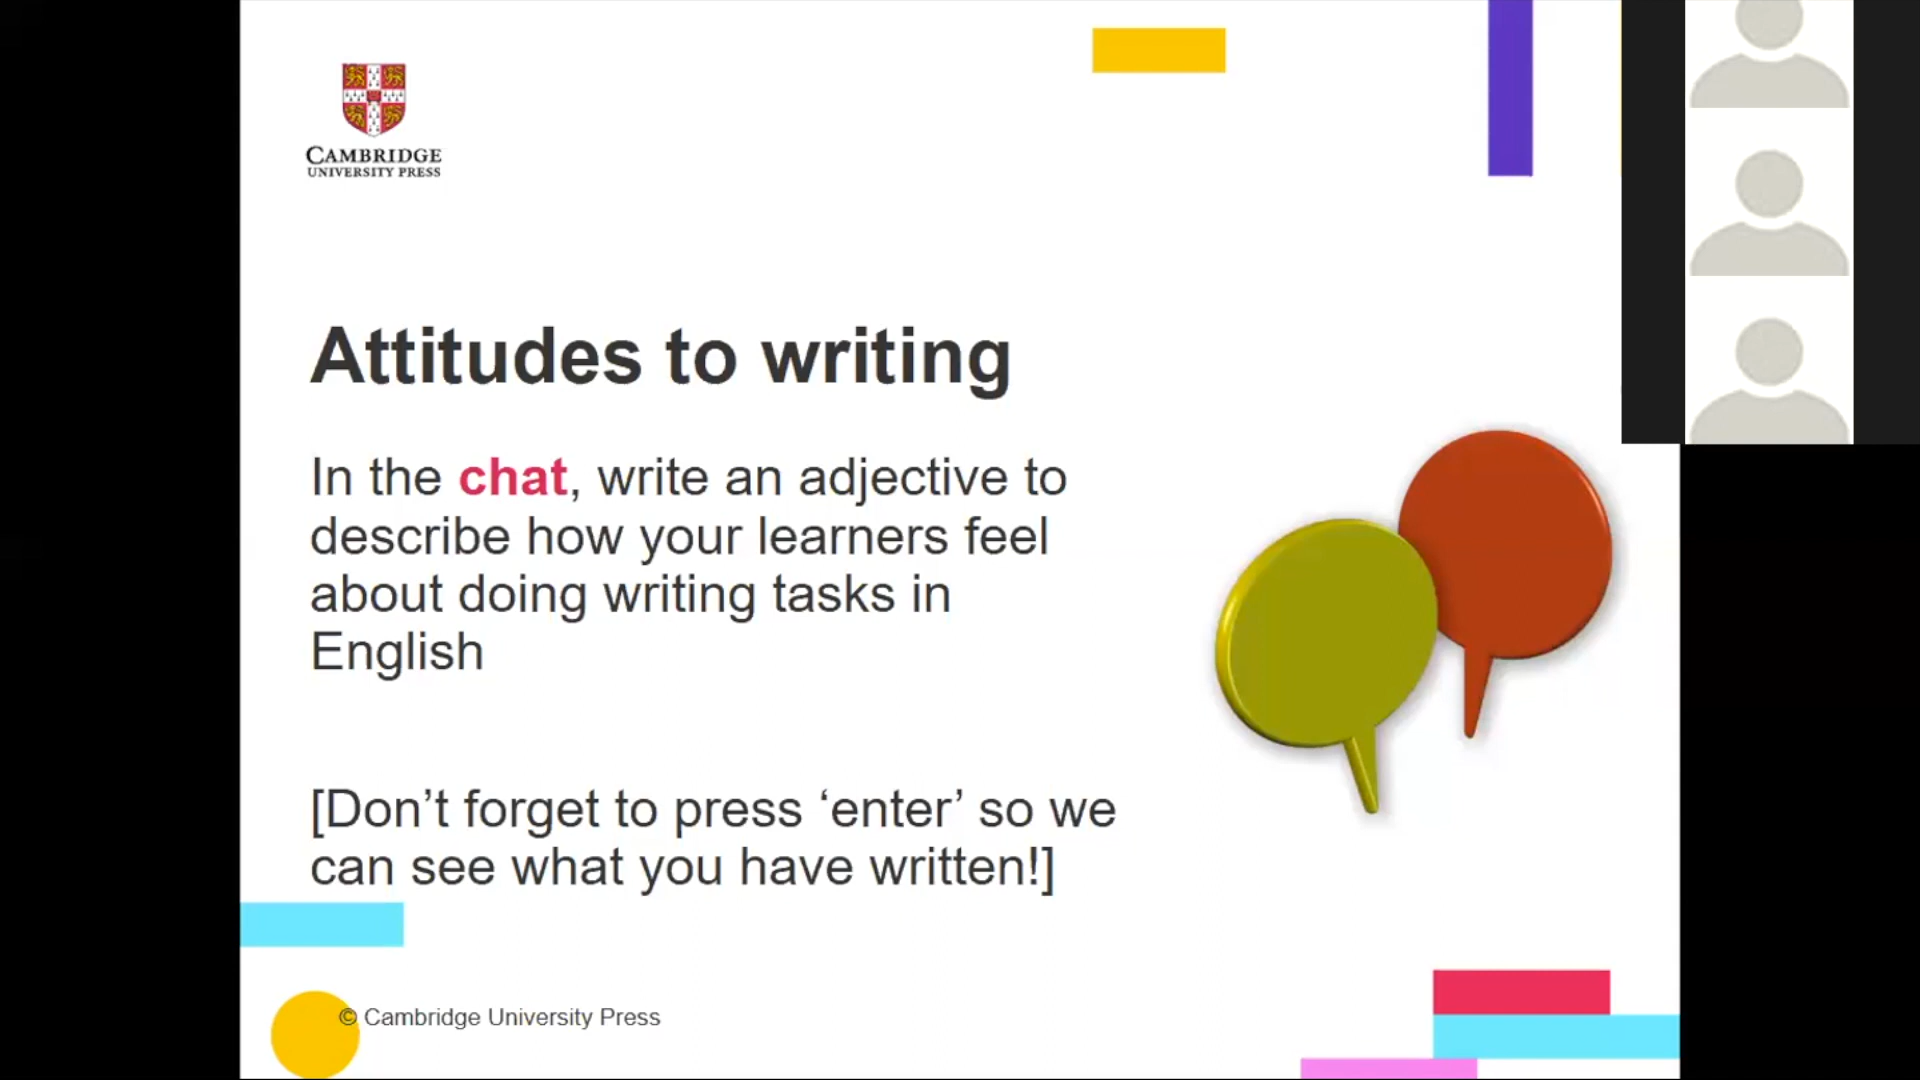 CAMBRIDGE
UNIVERSITY PRESS
Attitudes to writing
In the chat, write an adjective to
describe how your learners feel
about doing writing tasks in
English
[Don’t forget to press ‘enter’ so we
can see what you have written!]
© Cambridge University Press